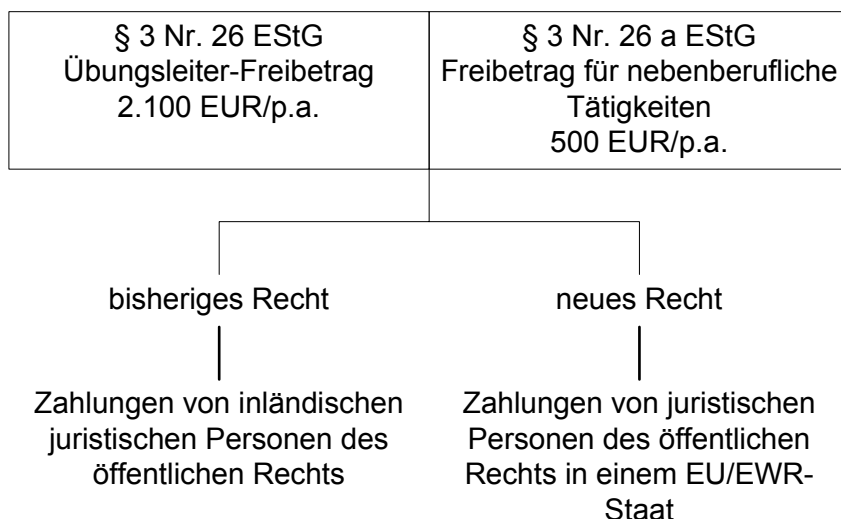 § 3 Nr. 26 EStG
Übungsleiter-Freibetrag
2.100 EUR/p.a.
§ 3 Nr. 26 a EStG
Freibetrag für nebenberufliche
Tätigkeiten
500 EUR/p.a.
bisheriges Recht
neues Recht
Zahlungen von inländischen
juristischen Personen des
öffentlichen Rechts
Zahlungen von juristischen
Personen des öffentlichen
Rechts in einem EU/EWR-
Staat